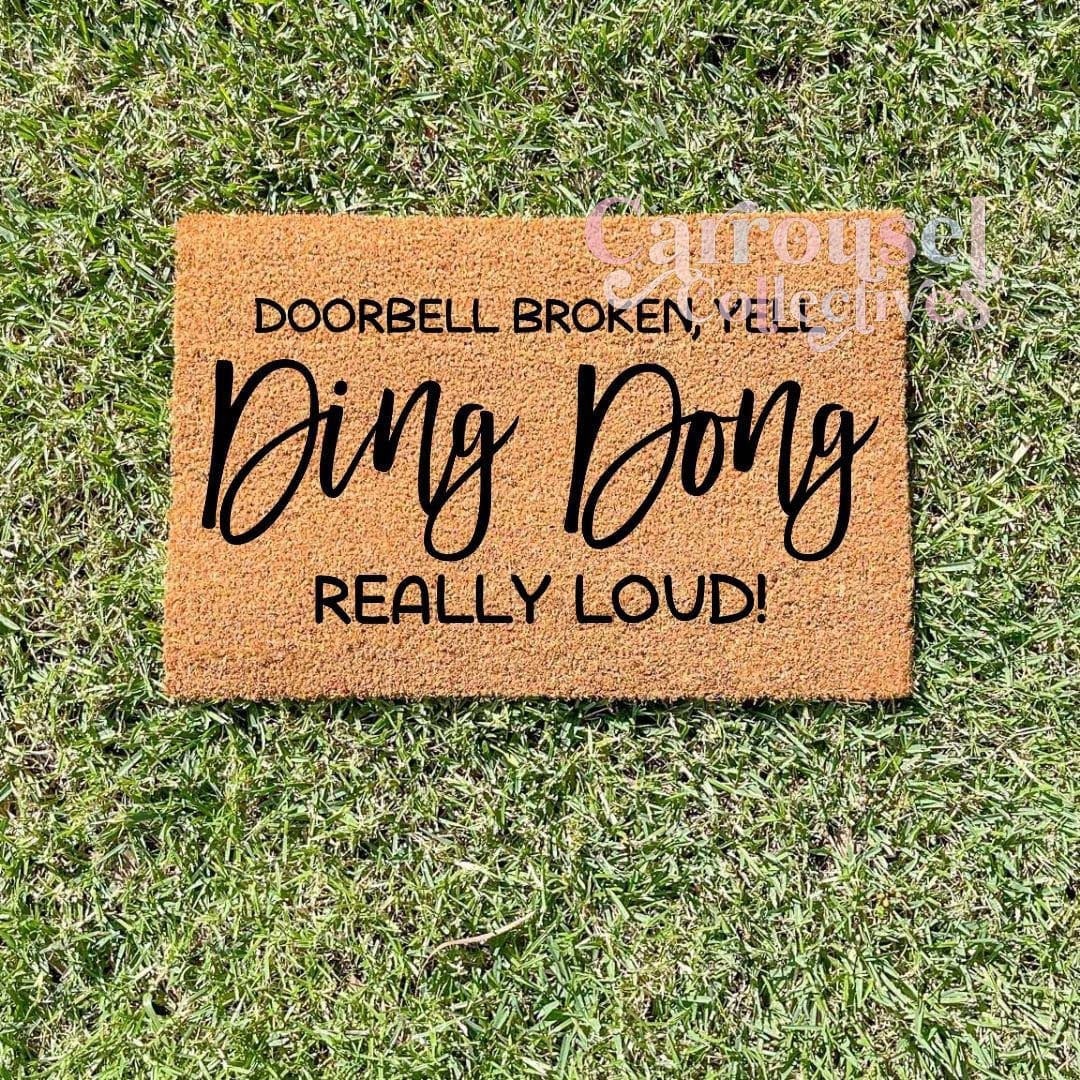 Carrousel
Collectives
DOORBELL BROKEN, YELL
Ding Dong
REALLY LOUD!